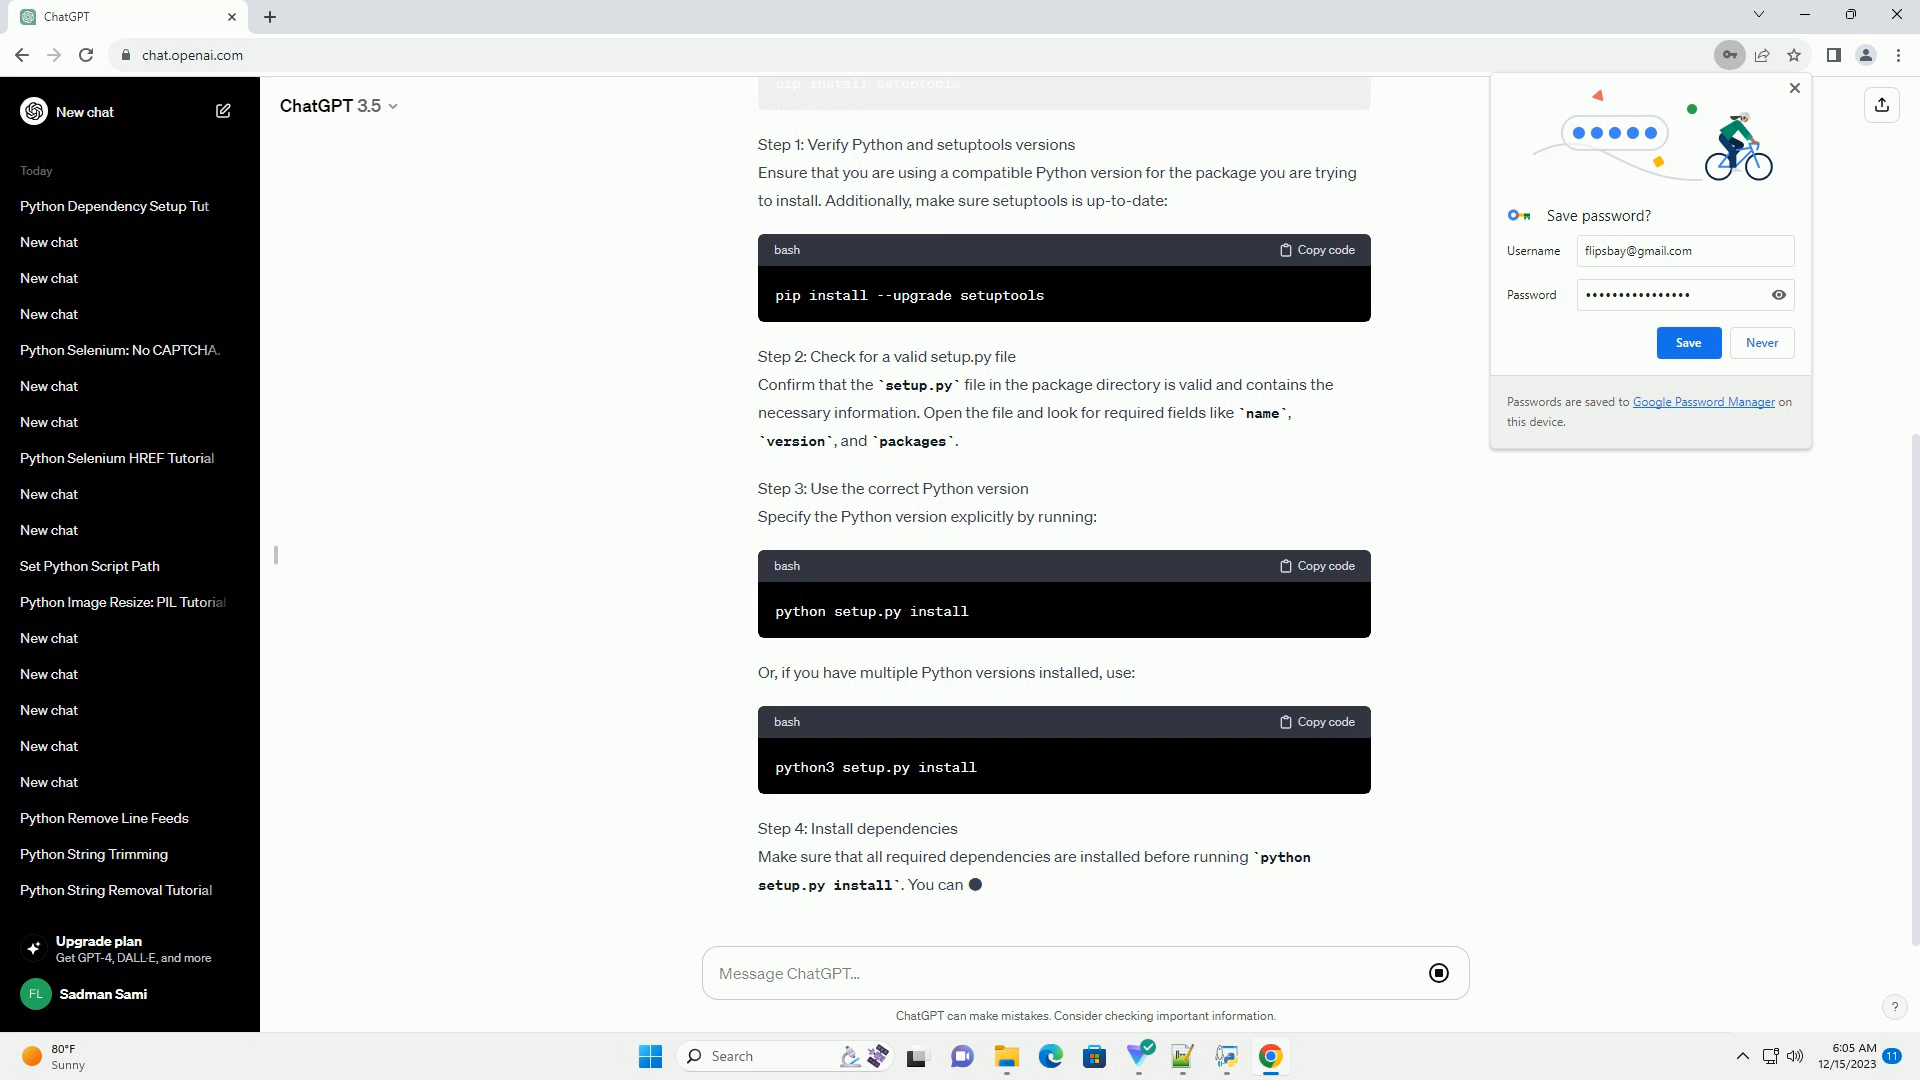 ChatGPT
chat.openai.com
New chat
Today
Python Dependency Setup Tut
New chat
New chat
New chat
Python Selenium: No CAPTCHA.
New chat
New chat
Python Selenium HREF Tutorial
New chat
New chat
Set Python Script Path
Python Image Resize: PIL Tutorial
New chat
New chat
New chat
New chat
New chat
Python Remove Line Feeds
Python String Trimming
Python String Removal Tutorial
Upgrade plan
Get GPT-4, DALL·E, and more
FL
Sadman Sami
ChatGPT 3.5
pip install setuptools
Step 1: Verify Python and setuptools versions
Ensure that you are using a compatible Python version for the package you are trying
to install. Additionally, make sure setuptools is up-to-date:
bash Copy code
pip install --upgrade setuptools
Step 2: Check for a valid setup.py file
Confirm that the `setup.py` file in the package directory is valid and contains the
necessary information. Open the file and look for required fields like `name`,
`version`, and `packages`.
Step 3: Use the correct Python version
Specify the Python version explicitly by running:
bash Copy code
python setup.py install
Or, if you have multiple Python versions installed, use:
bash Copy code
python3 setup.py install
Step 4: Install dependencies
Make sure that all required dependencies are installed before running `python
setup.py install`. You can
Message ChatGPT...
ChatGPT can make mistakes. Consider checking important information.
?
Save password?
Username flipsbay@gmail.com
Password ••••••••••••••••
Save Never
Passwords are saved to Google Password Manager on
this device.
80°F
Sunny
Search
6:05 AM
12/15/2023
11